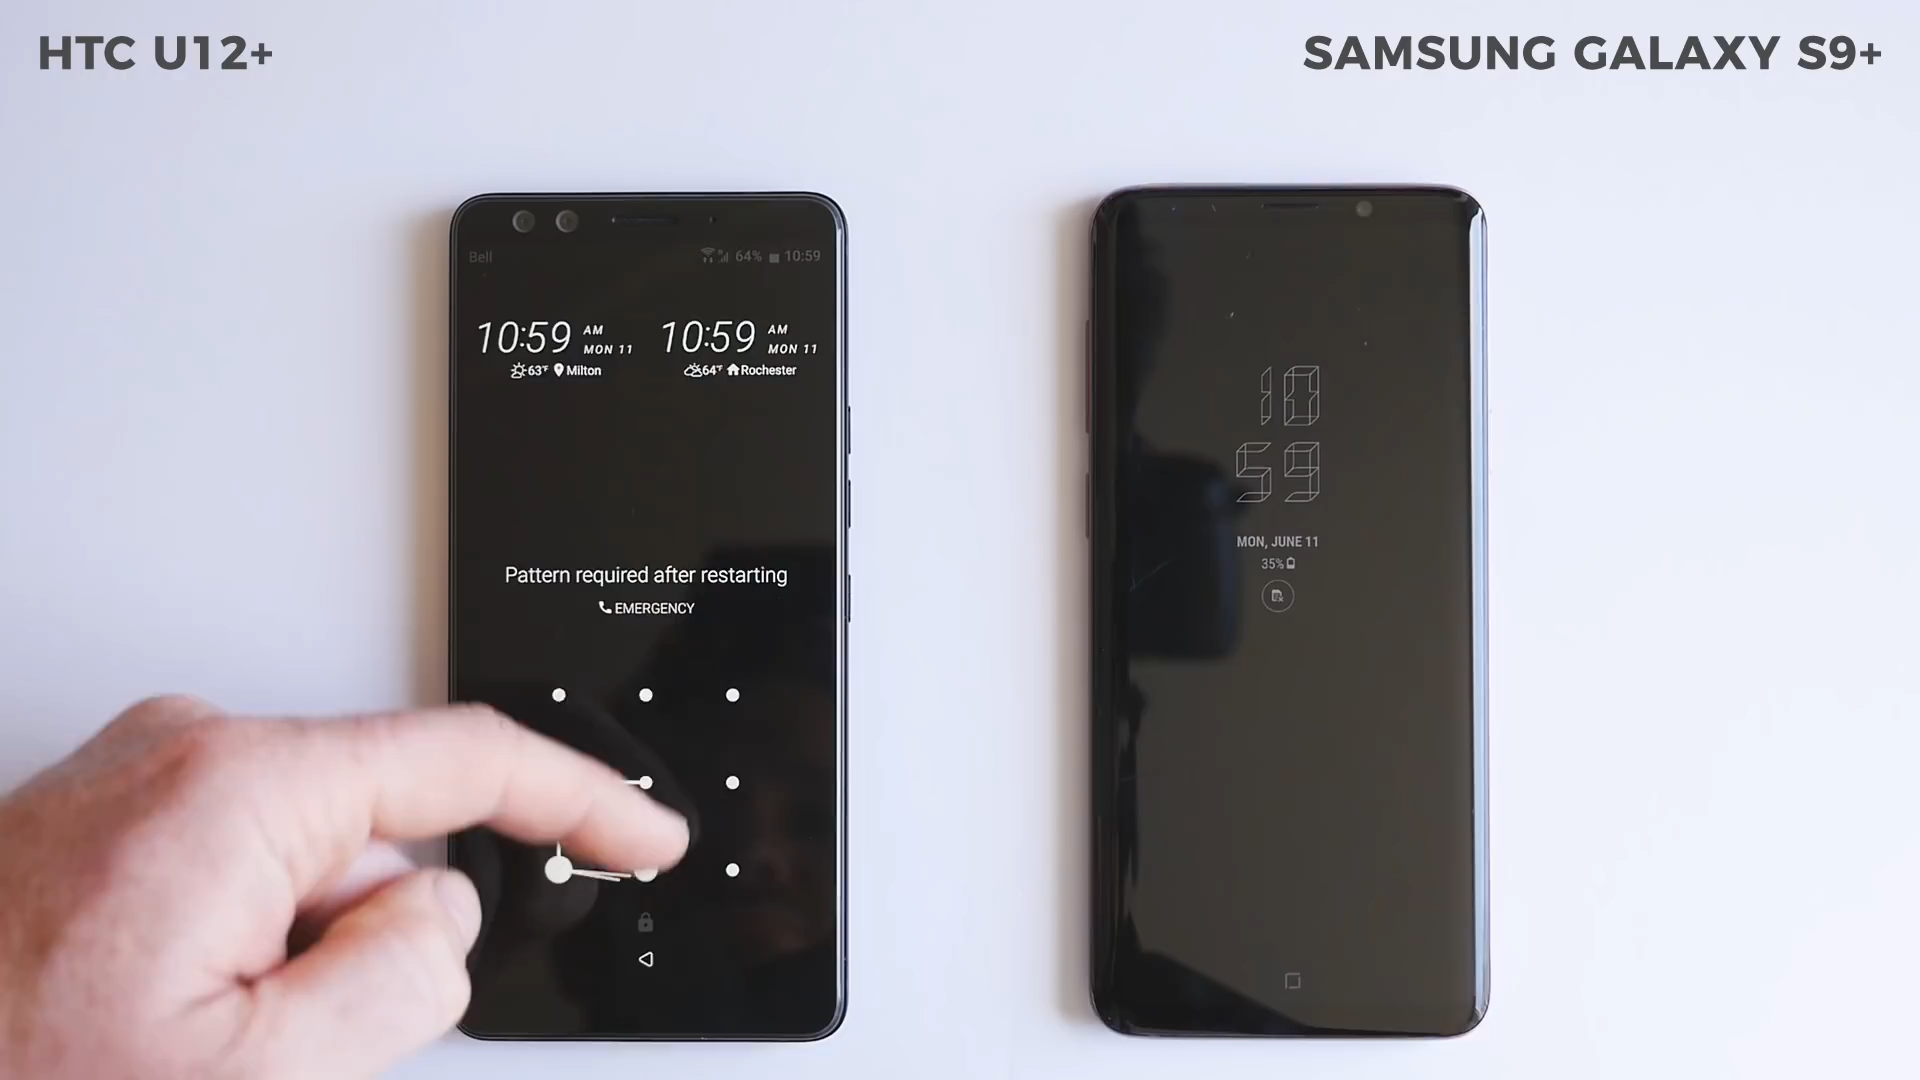 HTC U12+
SAMSUNG GALAXY S9+
Bell 64% 10:59
10:59 AM MON 11
63°F Milton
10:59 AM MON 11
64°F Rochester
Pattern required after restarting
EMERGENCY
10
59
MON, JUNE 11
35%